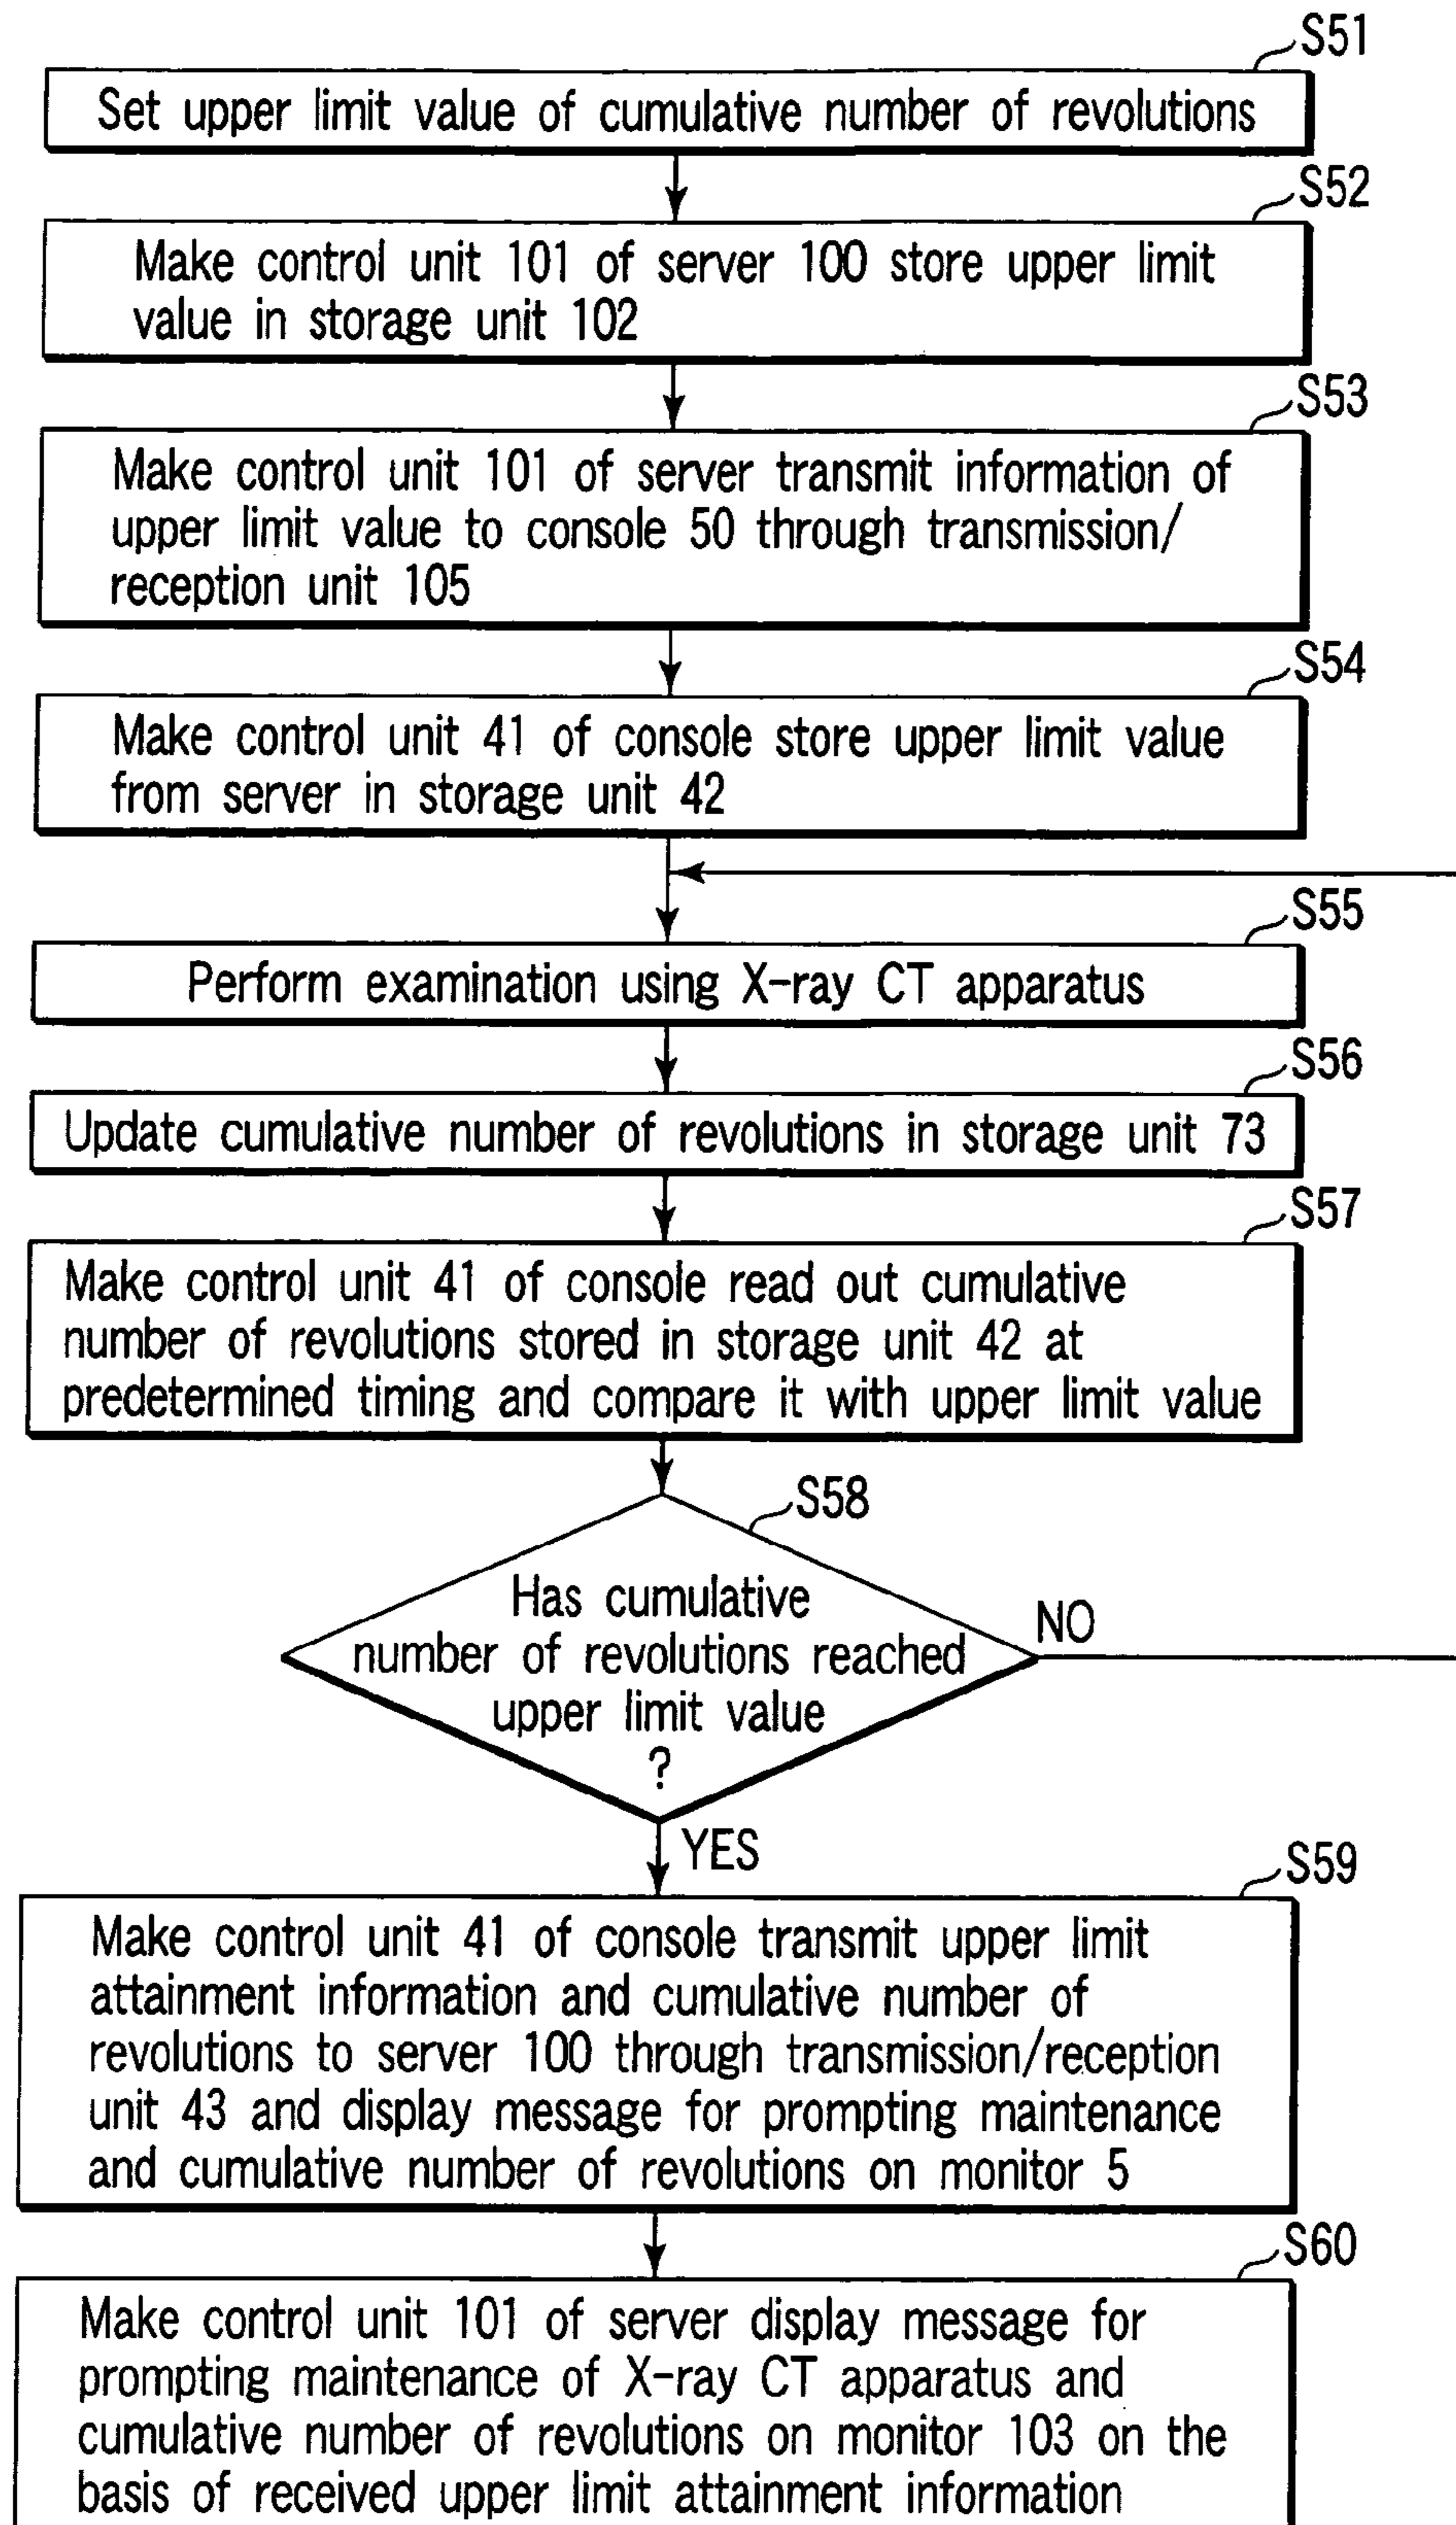 S51
Set upper limit value of cumulative number of revolutions
S52
Make control unit 101 of server 100 store upper limit
value in storage unit 102
S53
Make control unit 101 of server transmit information of
upper limit value to console 50 through transmission/
reception unit 105
S54
Make control unit 41 of console store upper limit value
from server in storage unit 42
S55
Perform examination using X-ray CT apparatus
S56
Update cumulative number of revolutions in storage unit 73
S57
Make control unit 41 of console read out cumulative
number of revolutions stored in storage unit 42 at
predetermined timing and compare it with upper limit value
S58
Has cumulative
number of revolutions reached
upper limit value
?
NO
YES
S59
Make control unit 41 of console transmit upper limit
attainment information and cumulative number of
revolutions to server 100 through transmission/reception
unit 43 and display message for prompting maintenance
and cumulative number of revolutions on monitor 5
S60
Make control unit 101 of server display message for
prompting maintenance of X-ray CT apparatus and
cumulative number of revolutions on monitor 103 on the
basis of received upper limit attainment information